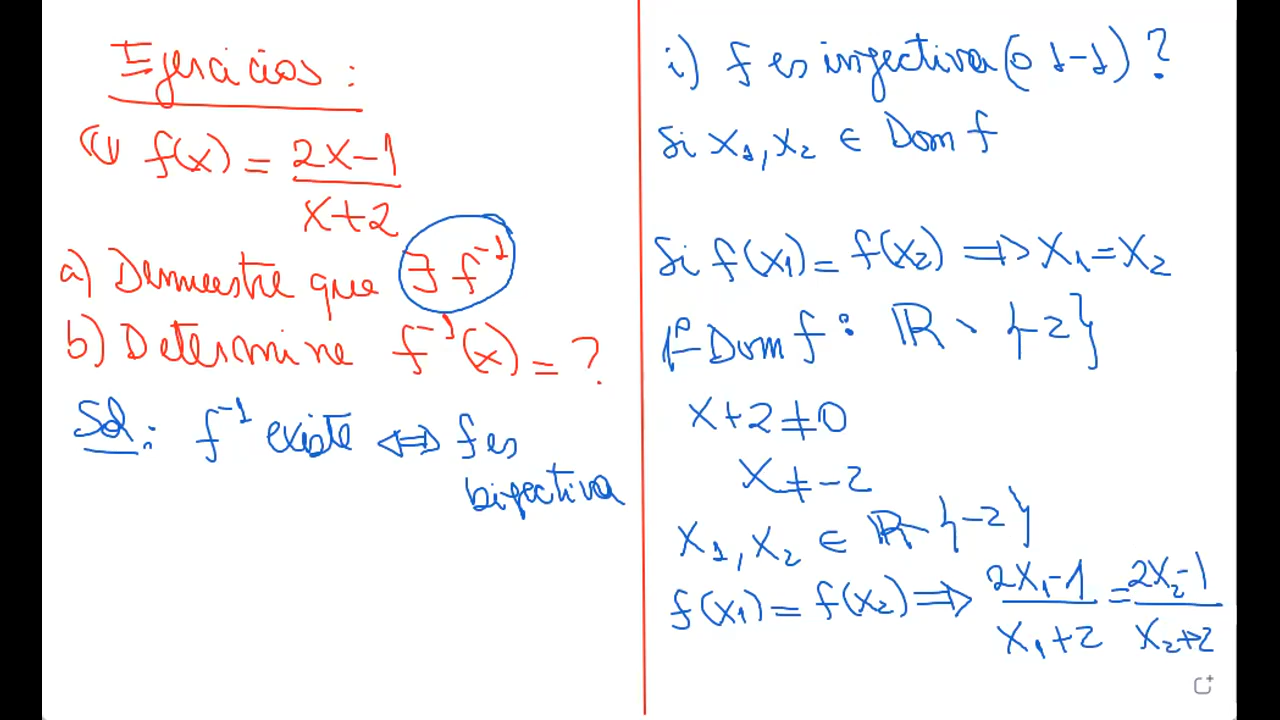 Ejercicios:
(1) f(x) = (2x-1)/(x+2)
a) Demuestre que ∃ f⁻¹
b) Determine f⁻¹(x) = ?
Sol: f⁻¹ existe ⟺ f es
biyectiva
i) f es inyectiva (o 1-1)?
Si x₁, x₂ ∈ Dom f
Si f(x₁) = f(x₂) ⟹ x₁ = x₂
1º Dom f: ℝ \ {-2}
x+2 ≠ 0
x ≠ -2
x₁, x₂ ∈ ℝ - {-2}
f(x₁) = f(x₂) ⟹ (2x₁-1)/(x₁+2) = (2x₂-1)/(x₂+2)